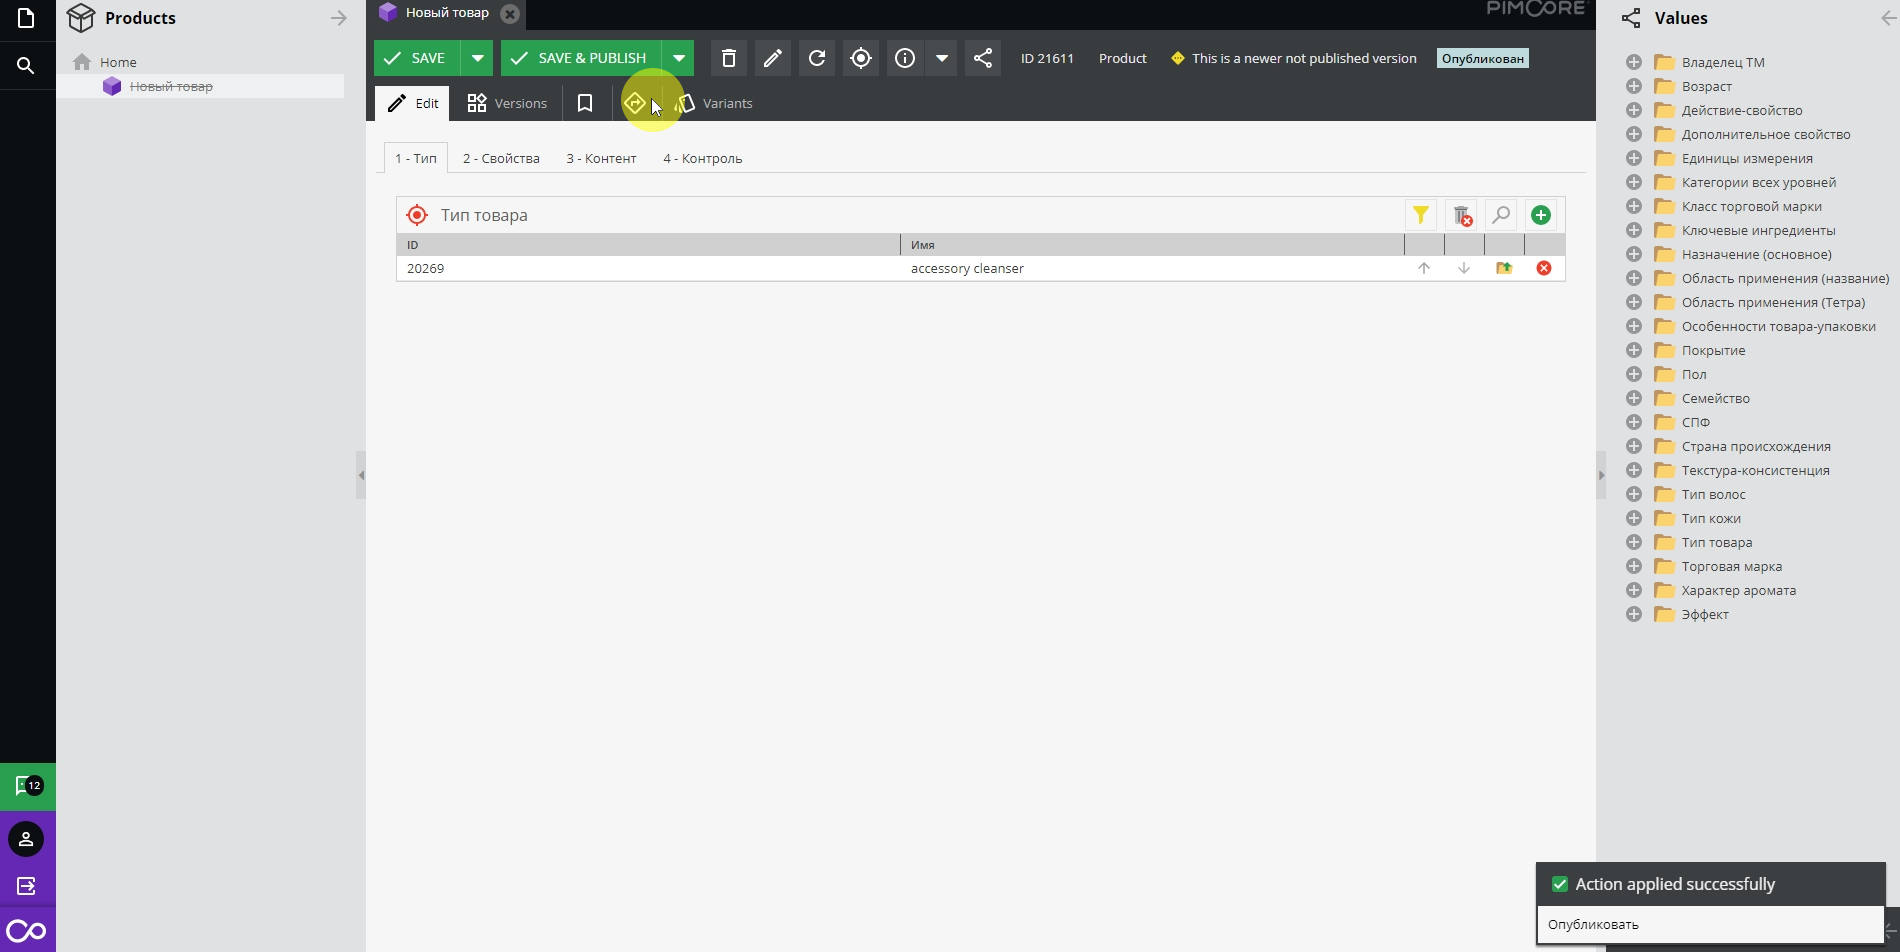 Products
Home
Новый товар
12
Новый товар
PIMCORE
SAVE
SAVE & PUBLISH
ID 21611
Product
This is a newer not published version
Опубликован
Edit
Versions
Variants
1 - Тип
2 - Свойства
3 - Контент
4 - Контроль
Тип товара
ID
Имя
20269
accessory cleanser
Values
Владелец ТМ
Возраст
Действие-свойство
Дополнительное свойство
Единицы измерения
Категории всех уровней
Класс торговой марки
Ключевые ингредиенты
Назначение (основное)
Область применения (название)
Область применения (Тетра)
Особенности товара-упаковки
Покрытие
Пол
Семейство
СПФ
Страна происхождения
Текстура-консистенция
Тип волос
Тип кожи
Тип товара
Торговая марка
Характер аромата
Эффект
Action applied successfully
Опубликовать